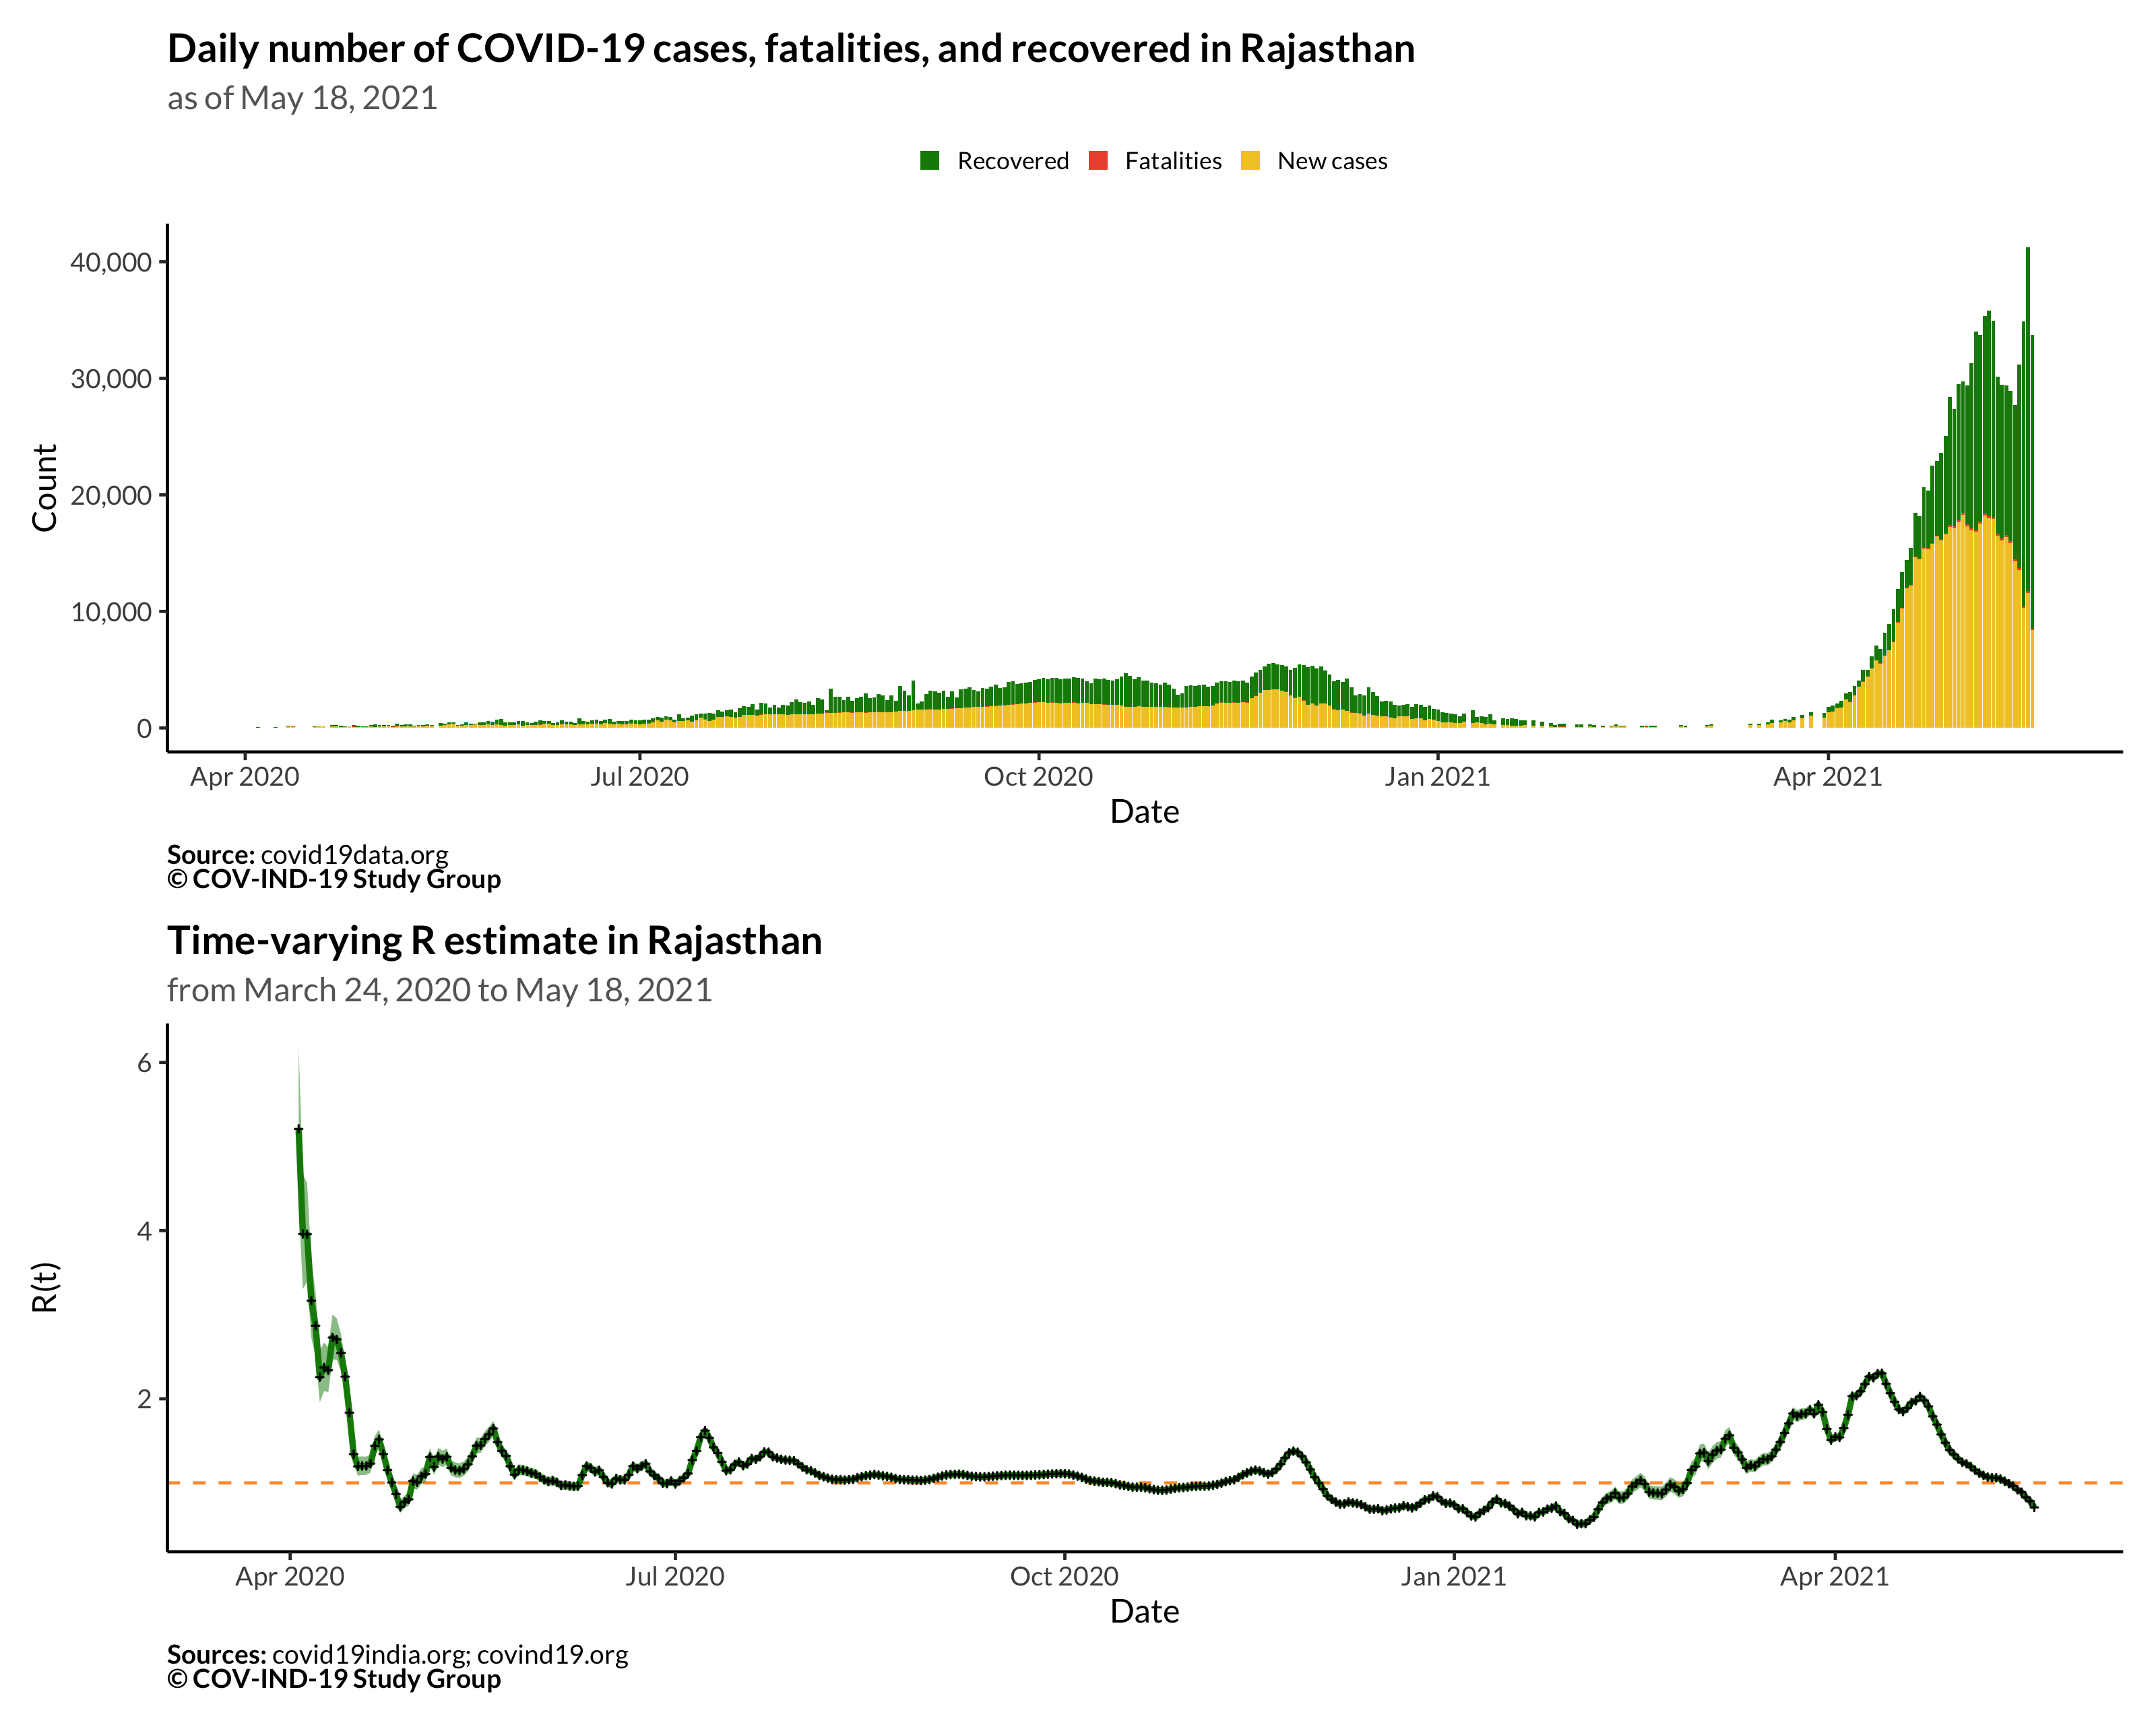 Daily number of COVID-19 cases, fatalities, and recovered in Rajasthan
as of May 18, 2021
Recovered Fatalities New cases
Count
40,000
30,000
20,000
10,000
0
Apr 2020 Jul 2020 Oct 2020 Jan 2021 Apr 2021
Date
Source: covid19data.org
© COV-IND-19 Study Group
Time-varying R estimate in Rajasthan
from March 24, 2020 to May 18, 2021
R(t)
6
4
2
Apr 2020 Jul 2020 Oct 2020 Jan 2021 Apr 2021
Date
Sources: covid19india.org; covind19.org
© COV-IND-19 Study Group